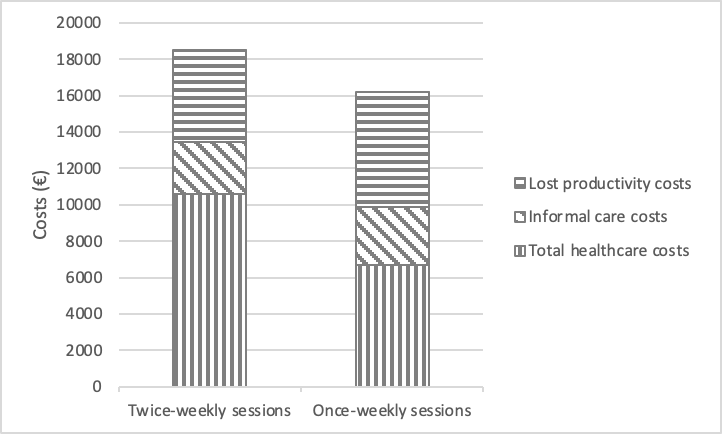 20000
18000
16000
14000
12000
10000
8000
6000
4000
2000
0
Costs (€)
Twice-weekly sessions
Once-weekly sessions
Lost productivity costs
Informal care costs
Total healthcare costs